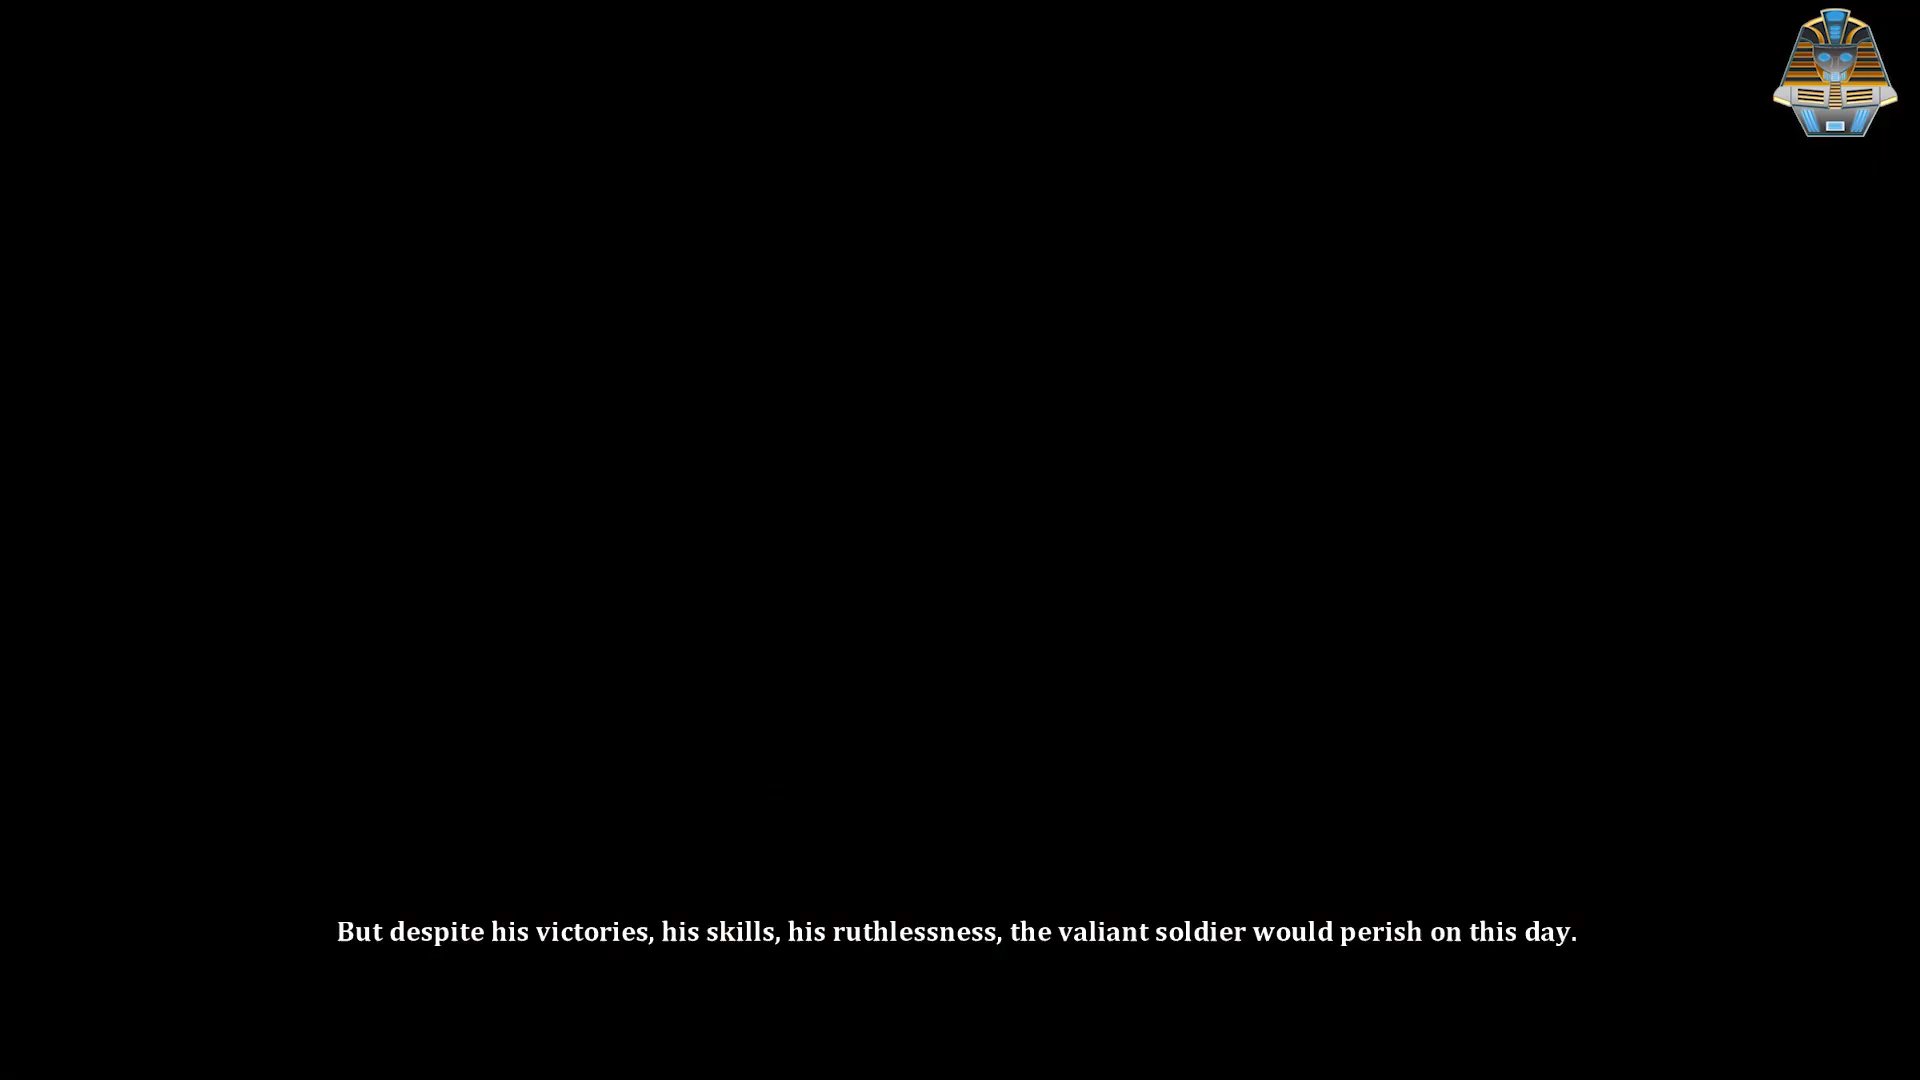 But despite his victories, his skills, his ruthlessness, the valiant soldier would perish on this day.